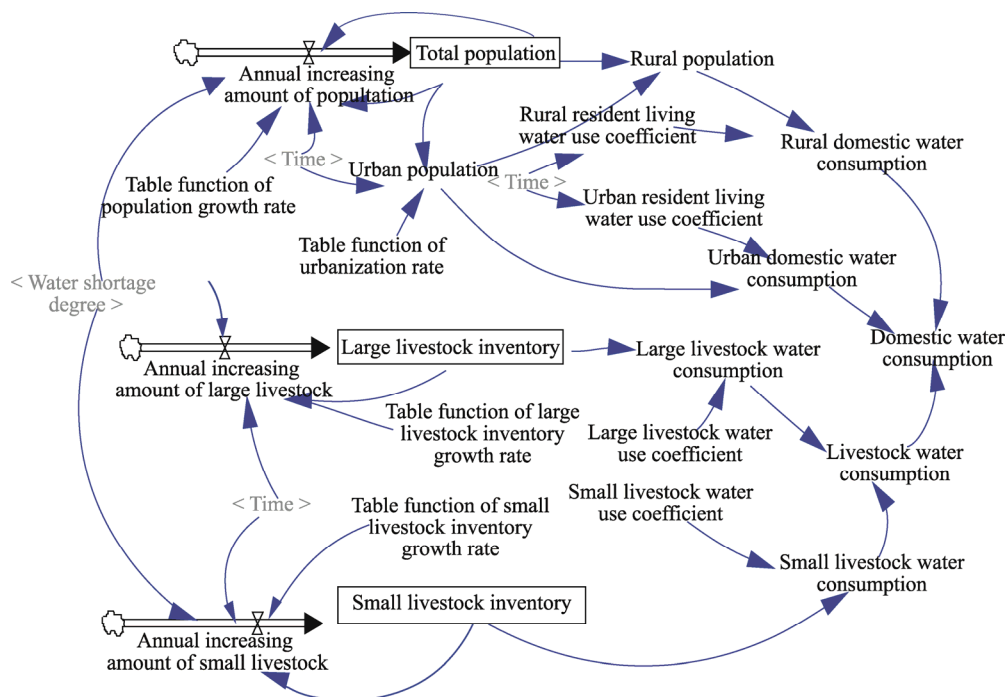 Total population
Annual increasing
amount of popultation
Rural population
Rural resident living
water use coefficient
Rural domestic water
consumption
< Time >
Urban population
< Time >
Table function of
population growth rate
Urban resident living
water use coefficient
Table function of
urbanization rate
Urban domestic water
consumption
< Water shortage
degree >
Large livestock inventory
Annual increasing
amount of large livestock
Large livestock water
consumption
Domestic water
consumption
Table function of large
livestock inventory
growth rate
Large livestock water
use coefficient
Livestock water
consumption
< Time >
Table function of small
livestock inventory
growth rate
Small livestock water
use coefficient
Small livestock water
consumption
Small livestock inventory
Annual increasing
amount of small livestock